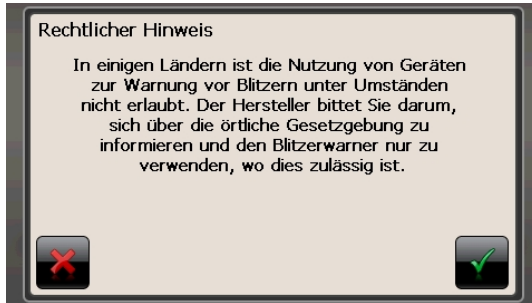 Rechtlicher Hinweis
In einigen Ländern ist die Nutzung von Geräten
zur Warnung vor Blitzern unter Umständen
nicht erlaubt. Der Hersteller bittet Sie darum,
sich über die örtliche Gesetzgebung zu
informieren und den Blitzerwarner nur zu
verwenden, wo dies zulässig ist.